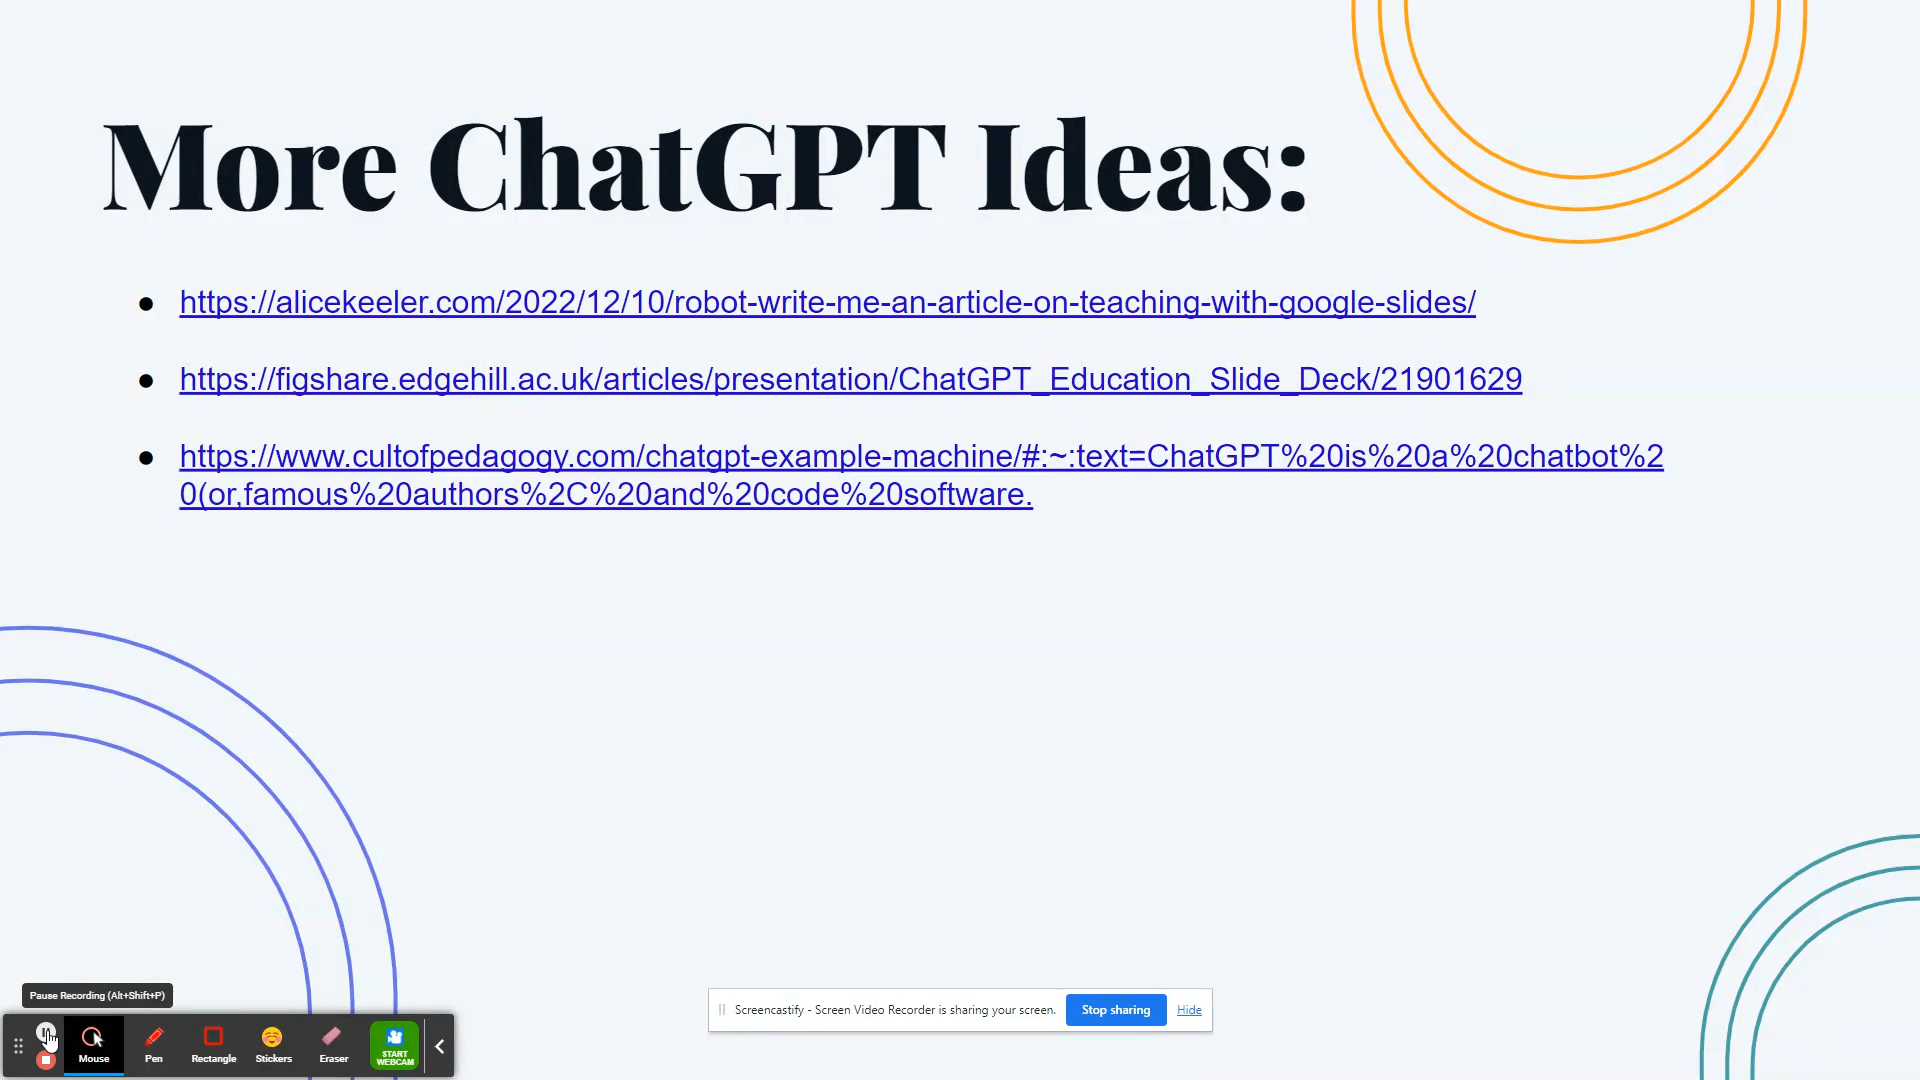 More ChatGPT Ideas:
● https://alicekeeler.com/2022/12/10/robot-write-me-an-article-on-teaching-with-google-slides/
● https://figshare.edgehill.ac.uk/articles/presentation/ChatGPT_Education_Slide_Deck/21901629
● https://www.cultofpedagogy.com/chatgpt-example-machine/#:~:text=ChatGPT%20is%20a%20chatbot%2
0(or,famous%20authors%2C%20and%20code%20software.
Pause Recording (Alt+Shift+P)
Screencastify - Screen Video Recorder is sharing your screen. Stop sharing Hide
Mouse Pen Rectangle Stickers Eraser START
WEBCAM